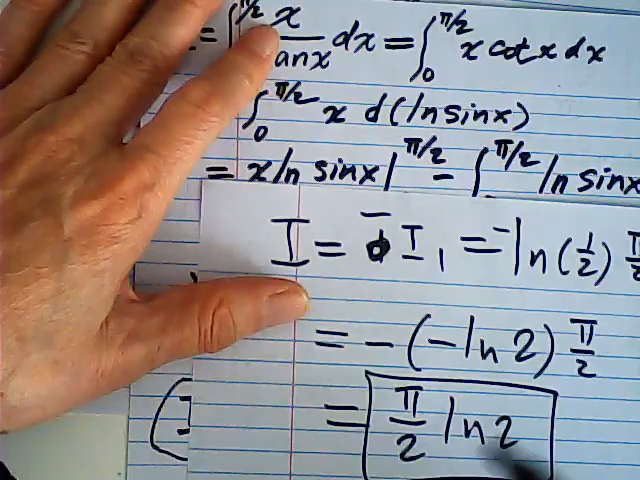 = ∫ π/2 x/anx dx = ∫₀^π/2 x cot x dx
∫₀^π/2 x d(ln sinx)
= x ln sinx |^π/2 - ∫^π/2 ln sinx
I = - I₁ = - ln (1/2) π/2
= - (-ln 2) π/2
= π/2 ln 2